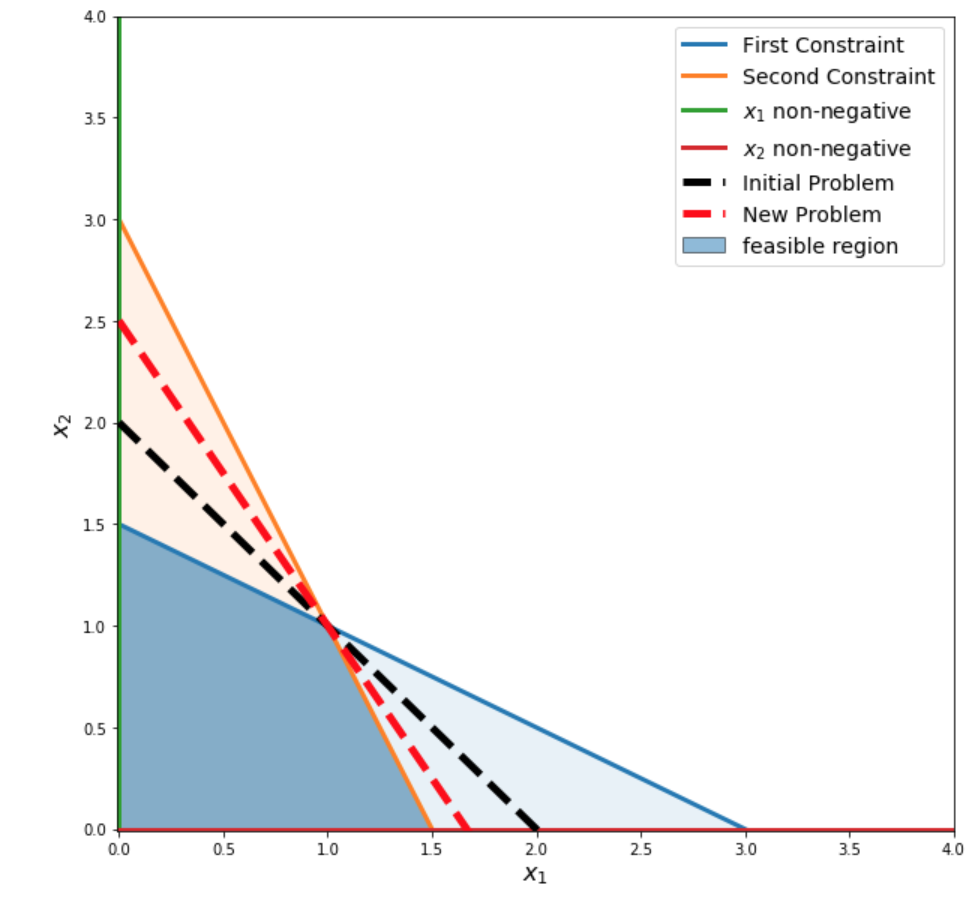 4.0
3.5
3.0
2.5
2.0
1.5
1.0
0.5
0.0
x₂
0.0 0.5 1.0 1.5 2.0 2.5 3.0 3.5 4.0
x₁
First Constraint
Second Constraint
x₁ non-negative
x₂ non-negative
Initial Problem
New Problem
feasible region